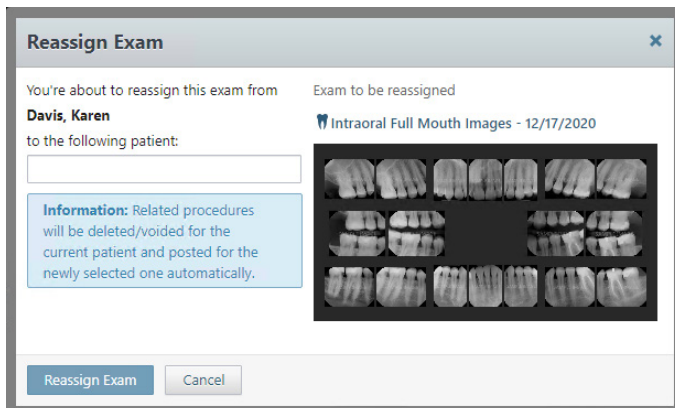 Reassign Exam
×
You're about to reassign this exam from
Davis, Karen
to the following patient:
Information: Related procedures
will be deleted/voided for the
current patient and posted for the
newly selected one automatically.
Exam to be reassigned
Intraoral Full Mouth Images - 12/17/2020
Reassign Exam
Cancel